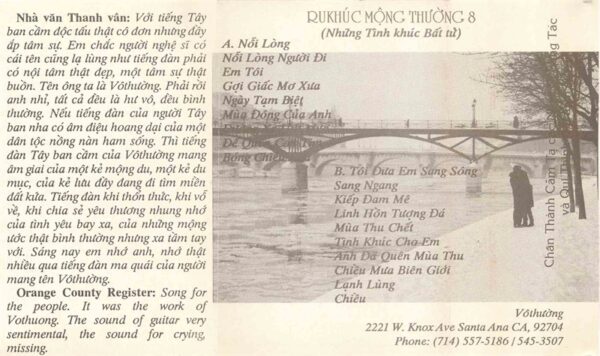 Nhà văn Thanh vân: Với tiếng Tây
ban cầm độc tấu thật cô đơn nhưng đầy
ắp tâm sự. Em chắc người nghệ sĩ có
cái tên cũng lạ lùng như tiếng đàn phải
có nội tâm thật đẹp, một tâm sự thật
buồn. Tên ông ta là Vôthường. Phải rồi
anh nhỉ, tất cả đều là hư vô, đều bình
thường. Nếu tiếng đàn của người Tây
ban nha có âm điệu hoang dại của một
dân tộc nồng nàn ham sống. Thì tiếng
đàn Tây ban cầm của Vôthường mang
âm giai của một kẻ mộng du, một kẻ du
mục, của kẻ lưu đầy đang đi tìm miền
đất kứa. Tiếng đàn khi thổn thức, khi vỗ
về, khi chia sẻ yêu thương nhung nhớ
của tình yêu bay xa, của những mộng
ước thật bình thường nhưng xa tầm tay
với. Sáng nay em nhớ anh, nhớ thật
nhiều qua tiếng đàn ma quái của người
mang tên Vôthường.
Orange County Register: Song for
the people. It was the work of
Vothuong. The sound of guitar very
sentimental, the sound for crying,
missing.
RUKHÚC MỘNG THƯỜNG 8
(Những Tình khúc Bất tử)
A. Nỗi Lòng
Nỗi Lòng Người Đi
Em Tôi
Gợi Giấc Mơ Xưa
Ngày Tạm Biệt
Mùa Đông Của Anh
Bóng Chiều
B. Tôi Đưa Em Sang Sông
Sang Ngang
Kiếp Đam Mê
Linh Hồn Tượng Đá
Mùa Thu Chết
Tình Khúc Cho Em
Anh Đã Quên Mùa Thu
Chiều Mưa Biên Giới
Lạnh Lùng
Chiều
Chân Thành Cảm Tạ
và Quí
Tác
Vôthường
2221 W. Knox Ave Santa Ana CA, 92704
Phone: (714) 557-5186 / 545-3507